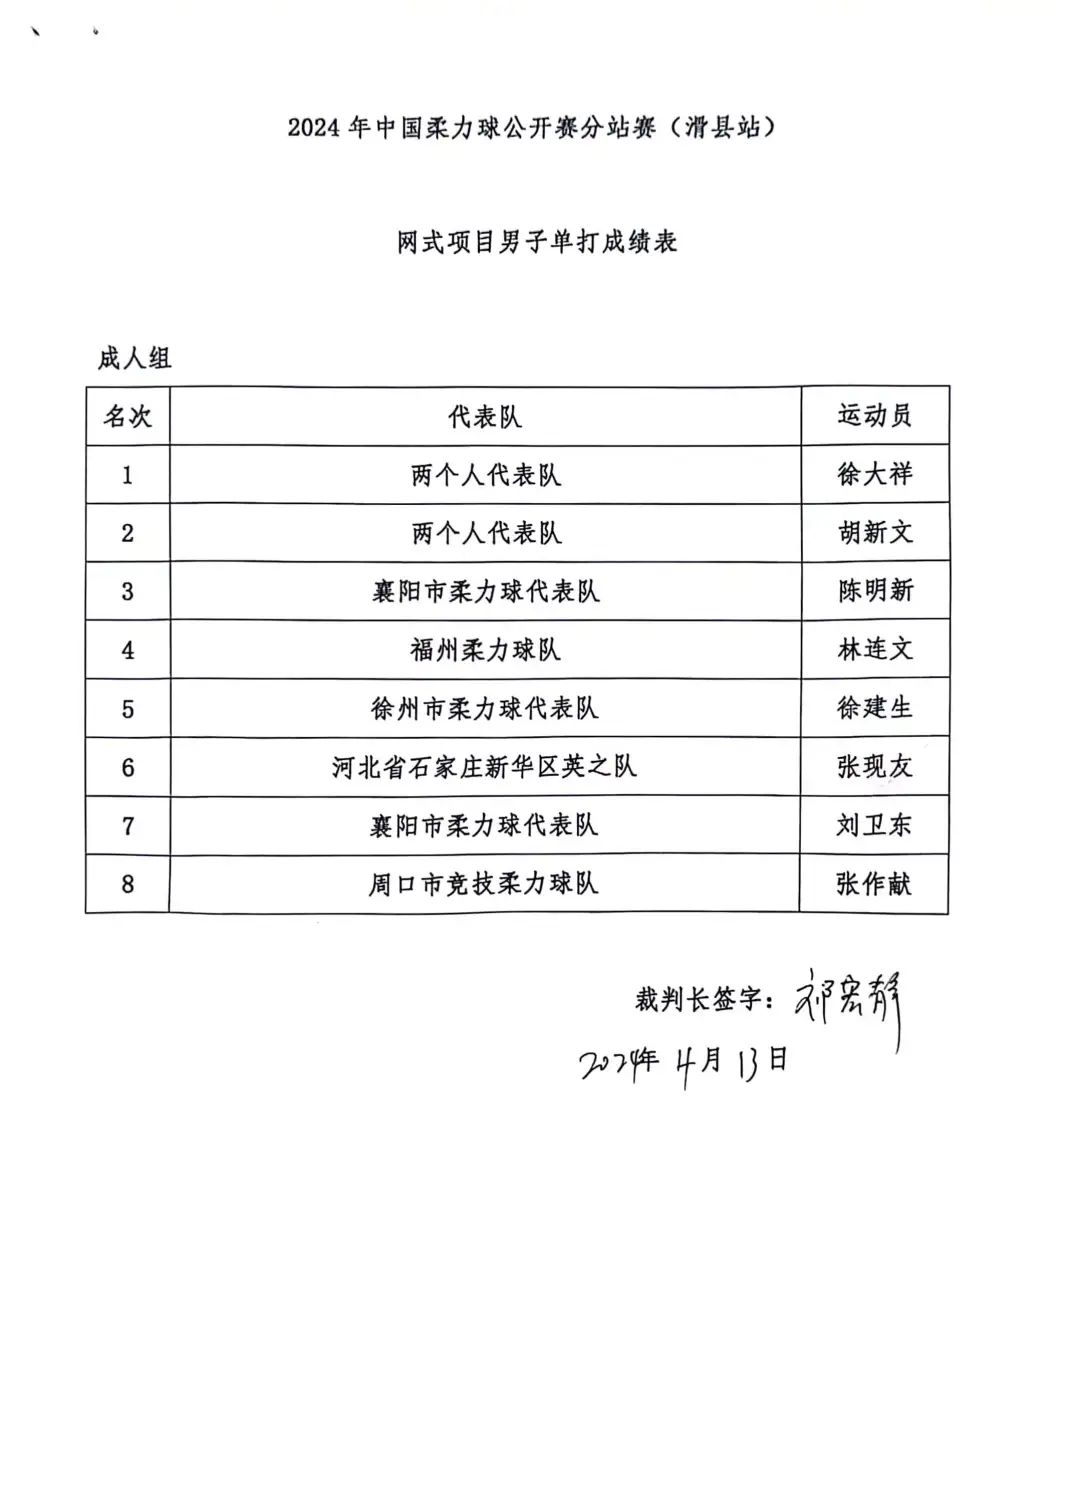 2024 年中国柔力球公开赛分站赛（滑县站）
网式项目男子单打成绩表
成人组
名次 代表队 运动员
1 两个人代表队 徐大祥
2 两个人代表队 胡新文
3 襄阳市柔力球代表队 陈明新
4 福州柔力球队 林连文
5 徐州市柔力球代表队 徐建生
6 河北省石家庄新华区英之队 张现友
7 襄阳市柔力球代表队 刘卫东
8 周口市竞技柔力球队 张作献
裁判长签字：祁宏静
2024年 4月 13日